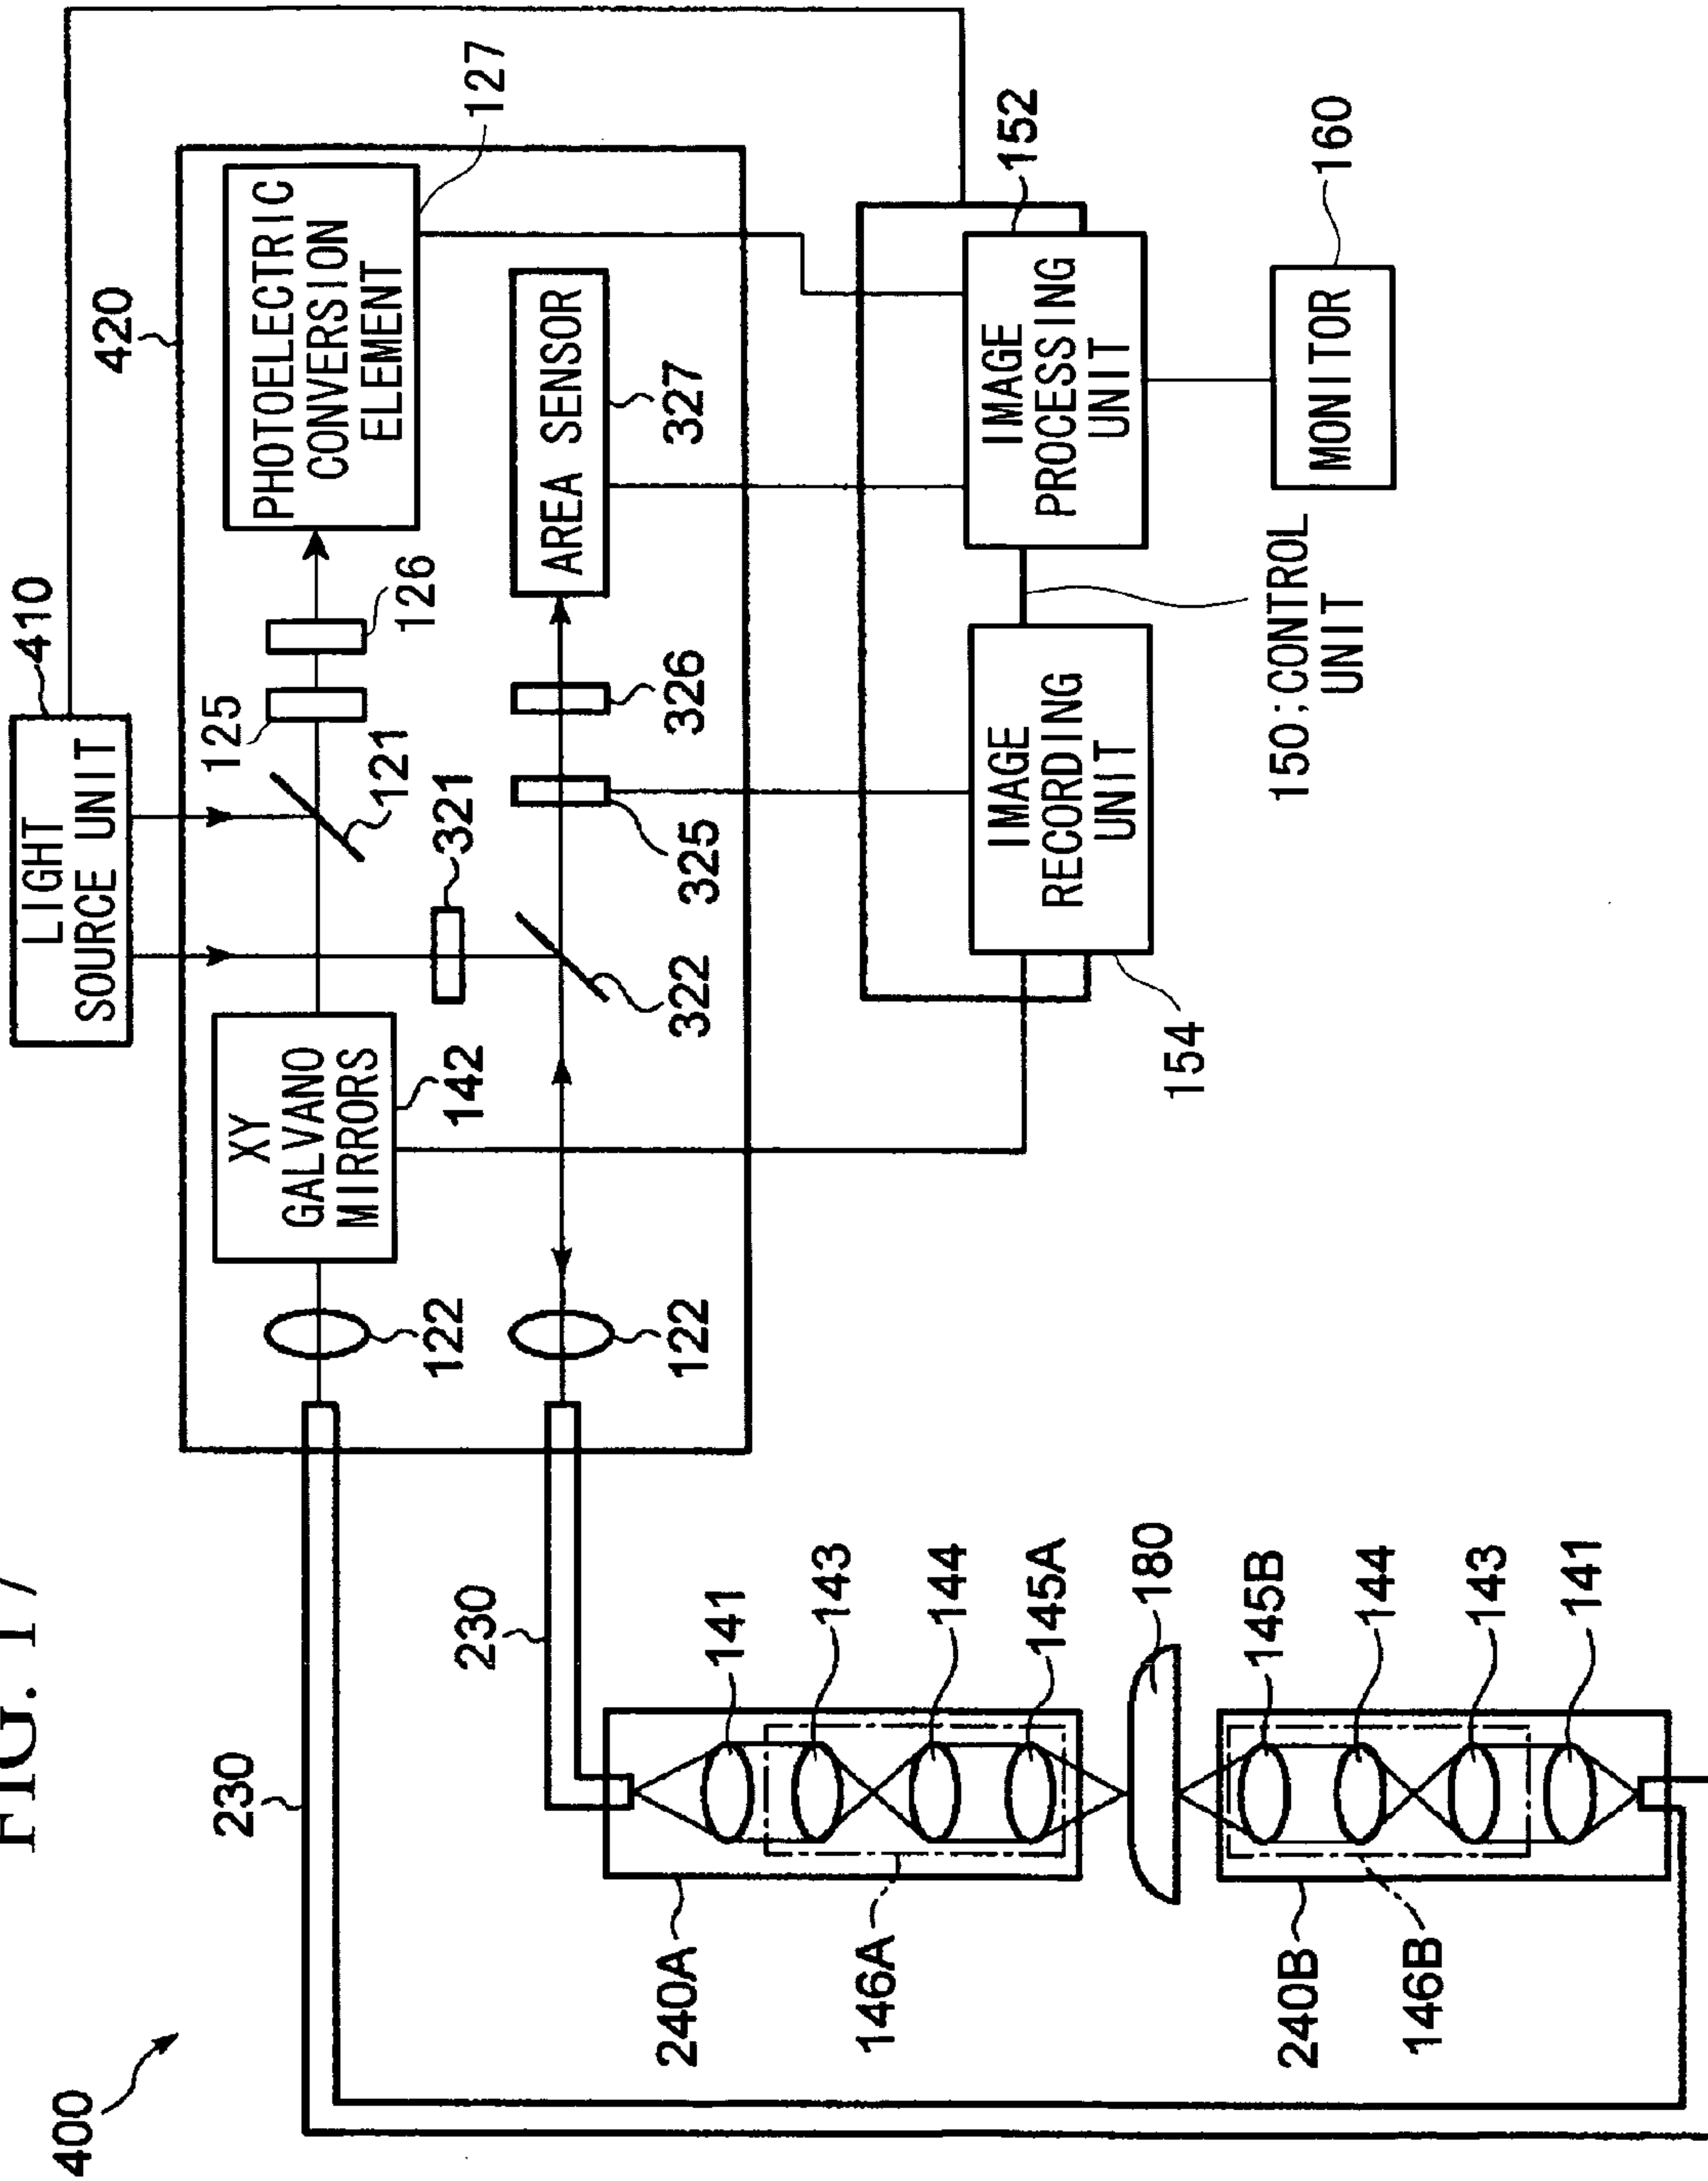 FIG. 17
400
410
LIGHT
SOURCE UNIT
420
230
122
XY
GALVANO
MIRRORS
142
121
125
126
PHOTOELECTRIC
CONVERSION
ELEMENT
127
321
230
122
322
325
326
AREA SENSOR
327
240A
146A
141
143
144
145A
180
240B
146B
145B
144
143
141
154
IMAGE
RECORDING
UNIT
150;CONTROL
UNIT
IMAGE
PROCESSING
UNIT
152
MONITOR
160